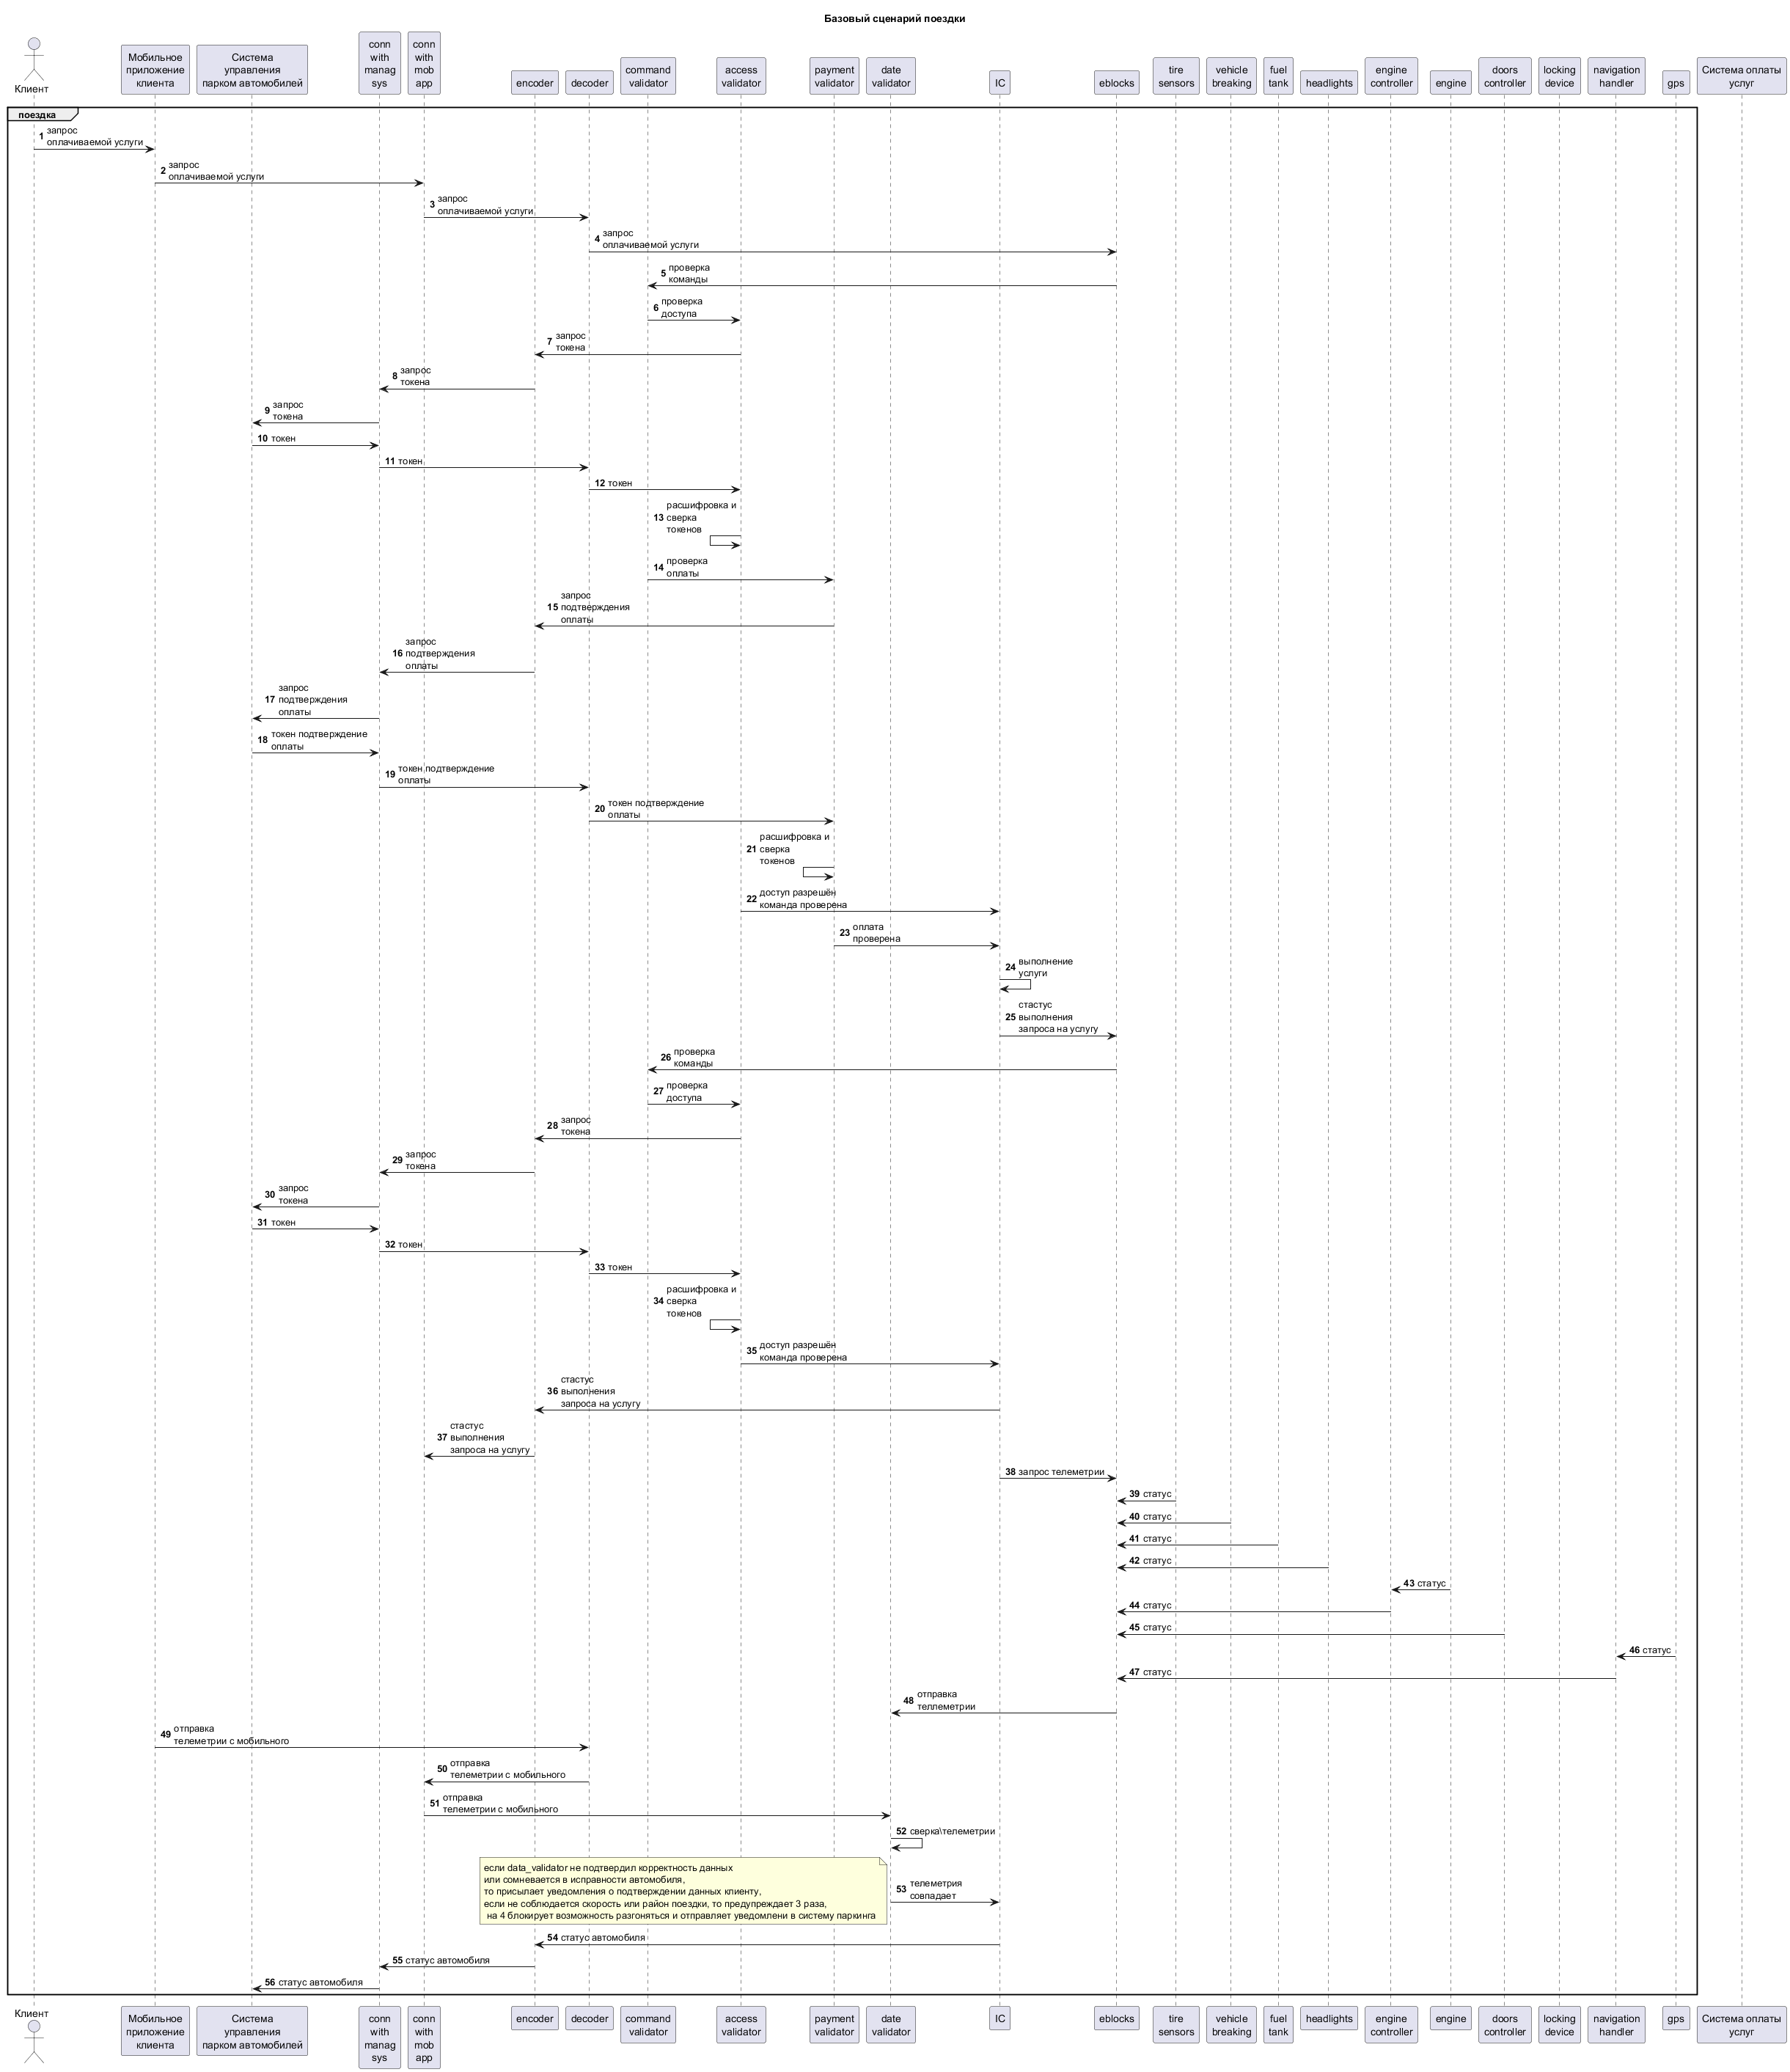 Базовый сценарий поездки
Клиент
Мобильное
приложение
клиента
Система
управления
парком автомобилей
conn
with
manag
sys
conn
with
mob
app
encoder
decoder
command
validator
access
validator
payment
validator
date
validator
IC
eblocks
tire
sensors
vehicle
breaking
fuel
tank
headlights
engine
controller
engine
doors
controller
locking
device
navigation
handler
gps
Система оплаты
услуг
поездка
1 запрос
оплачиваемой услуги
2 запрос
оплачиваемой услуги
3 запрос
оплачиваемой услуги
4 запрос
оплачиваемой услуги
5 проверка
команды
6 проверка
доступа
7 запрос
токена
8 запрос
токена
9 запрос
токена
10 токен
11 токен
12 токен
расшифровка и
13 сверка
токенов
14 проверка
оплаты
запрос
15 подтверждения
оплаты
запрос
16 подтверждения
оплаты
запрос
17 подтверждения
оплаты
18 токен подтверждение
оплаты
19 токен подтверждение
оплаты
20 токен подтверждение
оплаты
расшифровка и
21 сверка
токенов
22 доступ разрешён
команда проверена
23 оплата
проверена
24 выполнение
услуги
стастус
25 выполнения
запроса на услугу
26 проверка
команды
27 проверка
доступа
28 запрос
токена
29 запрос
токена
30 запрос
токена
31 токен
32 токен
33 токен
расшифровка и
34 сверка
токенов
35 доступ разрешён
команда проверена
стастус
36 выполнения
запроса на услугу
стастус
37 выполнения
запроса на услугу
38 запрос телеметрии
39 статус
40 статус
41 статус
42 статус
43 статус
44 статус
45 статус
46 статус
47 статус
48 отправка
теллеметрии
49 отправка
телеметрии с мобильного
50 отправка
телеметрии с мобильного
51 отправка
телеметрии с мобильного
52 сверка\телеметрии
если data_validator не подтвердил корректность данных
или сомневается в исправности автомобиля,
то присылает уведомления о подтверждении данных клиенту,
если не соблюдается скорость или район поездки, то предупреждает 3 раза,
на 4 блокирует возможность разгоняться и отправляет уведомлени в систему паркинга
53 телеметрия
совпадает
54 статус автомобиля
55 статус автомобиля
56 статус автомобиля
Клиент
Мобильное
приложение
клиента
Система
управления
парком автомобилей
conn
with
manag
sys
conn
with
mob
app
encoder
decoder
command
validator
access
validator
payment
validator
date
validator
IC
eblocks
tire
sensors
vehicle
breaking
fuel
tank
headlights
engine
controller
engine
doors
controller
locking
device
navigation
handler
gps
Система оплаты
услуг